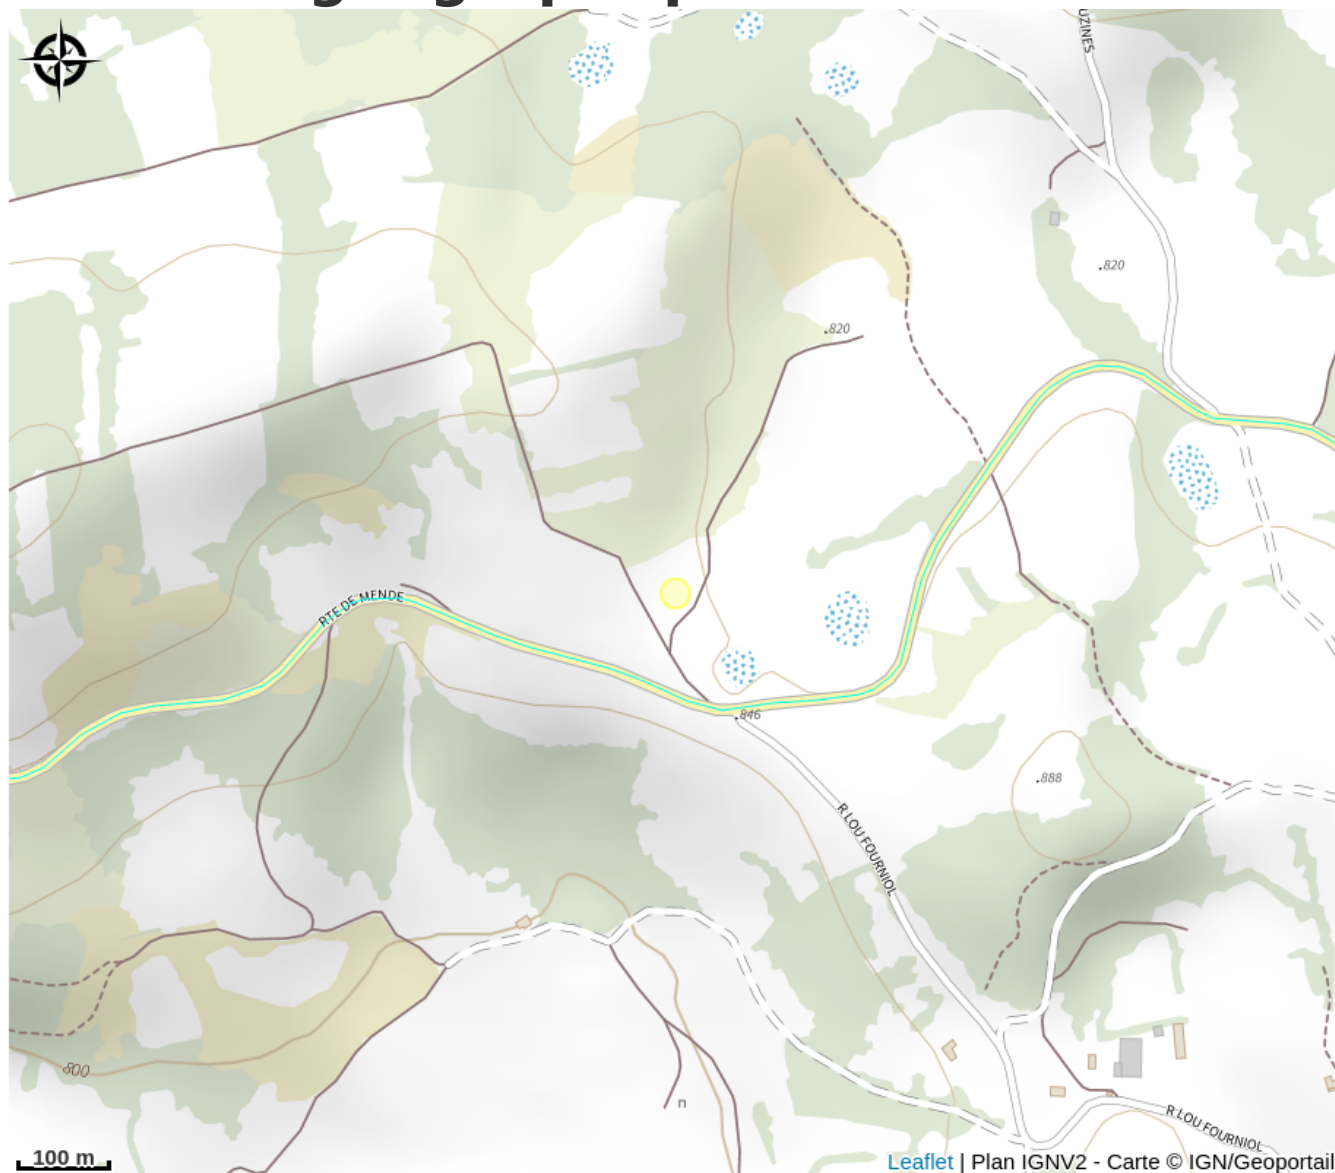 UZINES
820
820
RTE DE MENDE
846
888
R LOU FOURNIOL
800
R LOU FOURNIOL
100 m
Leaflet | Plan IGNV2 - Carte © IGN/Geoportail